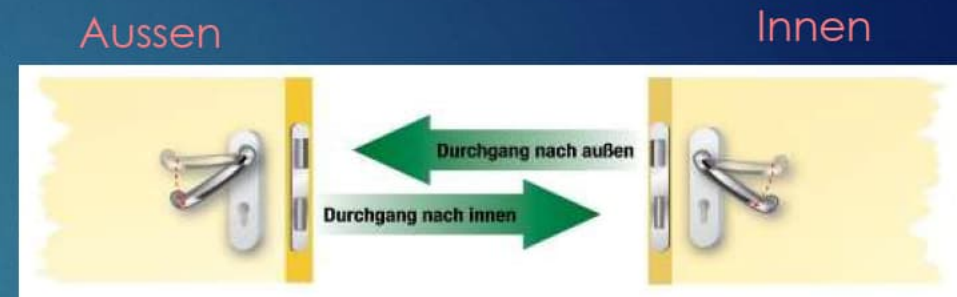 Aussen
Innen
Durchgang nach außen
Durchgang nach innen